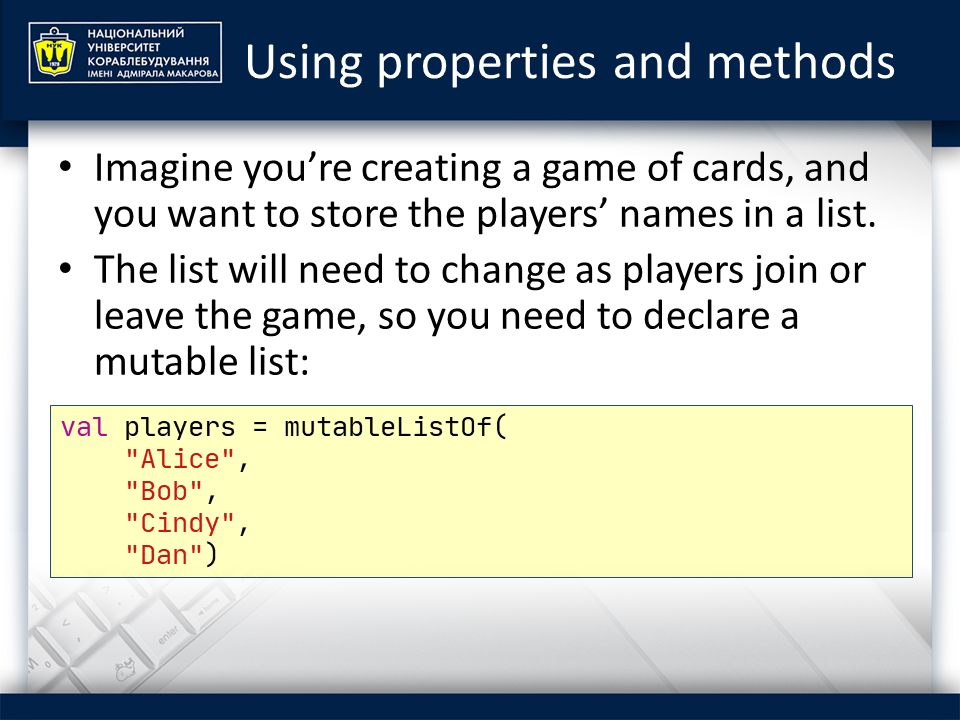 НАЦІОНАЛЬНИЙ
УНІВЕРСИТЕТ
КОРАБЛЕБУДУВАННЯ
ІМЕНІ АДМІРАЛА МАКАРОВА
НУК
1920
Using properties and methods
• Imagine you’re creating a game of cards, and
you want to store the players’ names in a list.
• The list will need to change as players join or
leave the game, so you need to declare a
mutable list:
val players = mutableListOf(
"Alice",
"Bob",
"Cindy",
"Dan")
enter